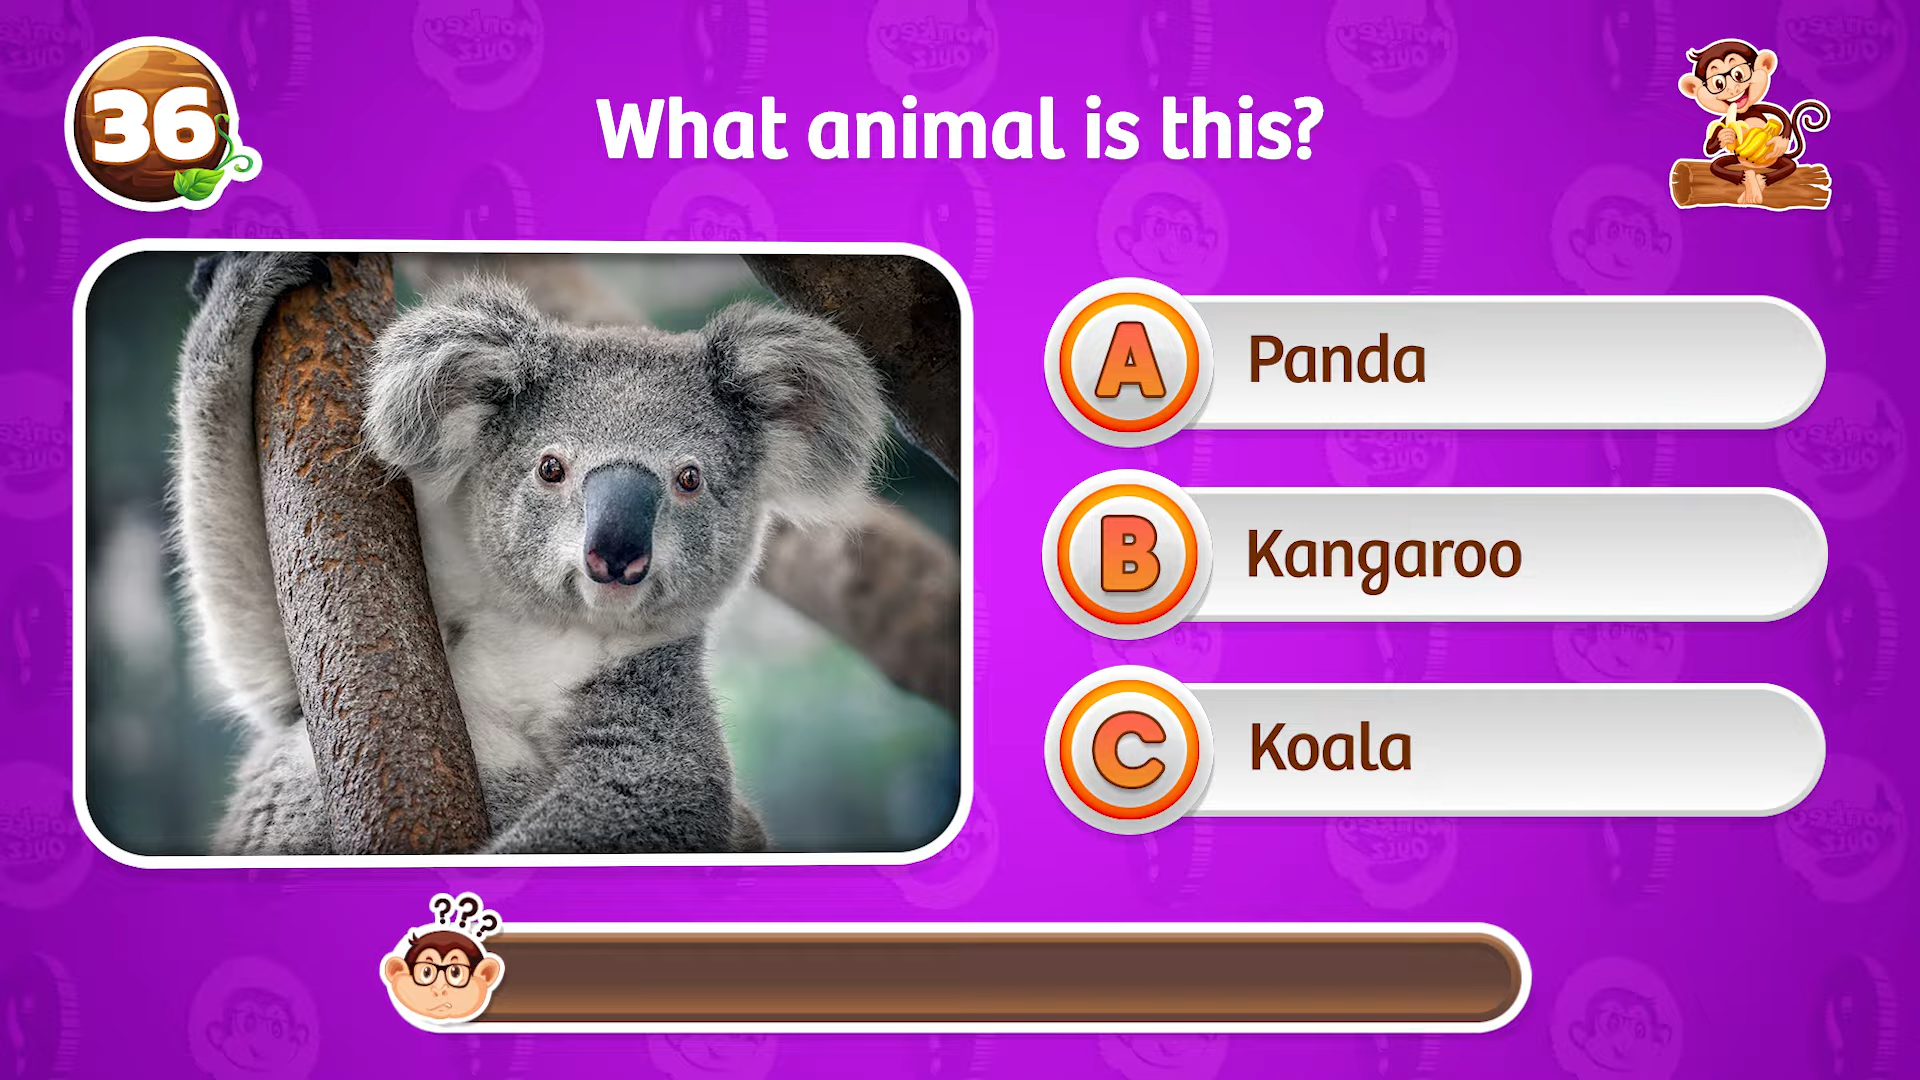 36
What animal is this?
A Panda
B Kangaroo
C Koala
???